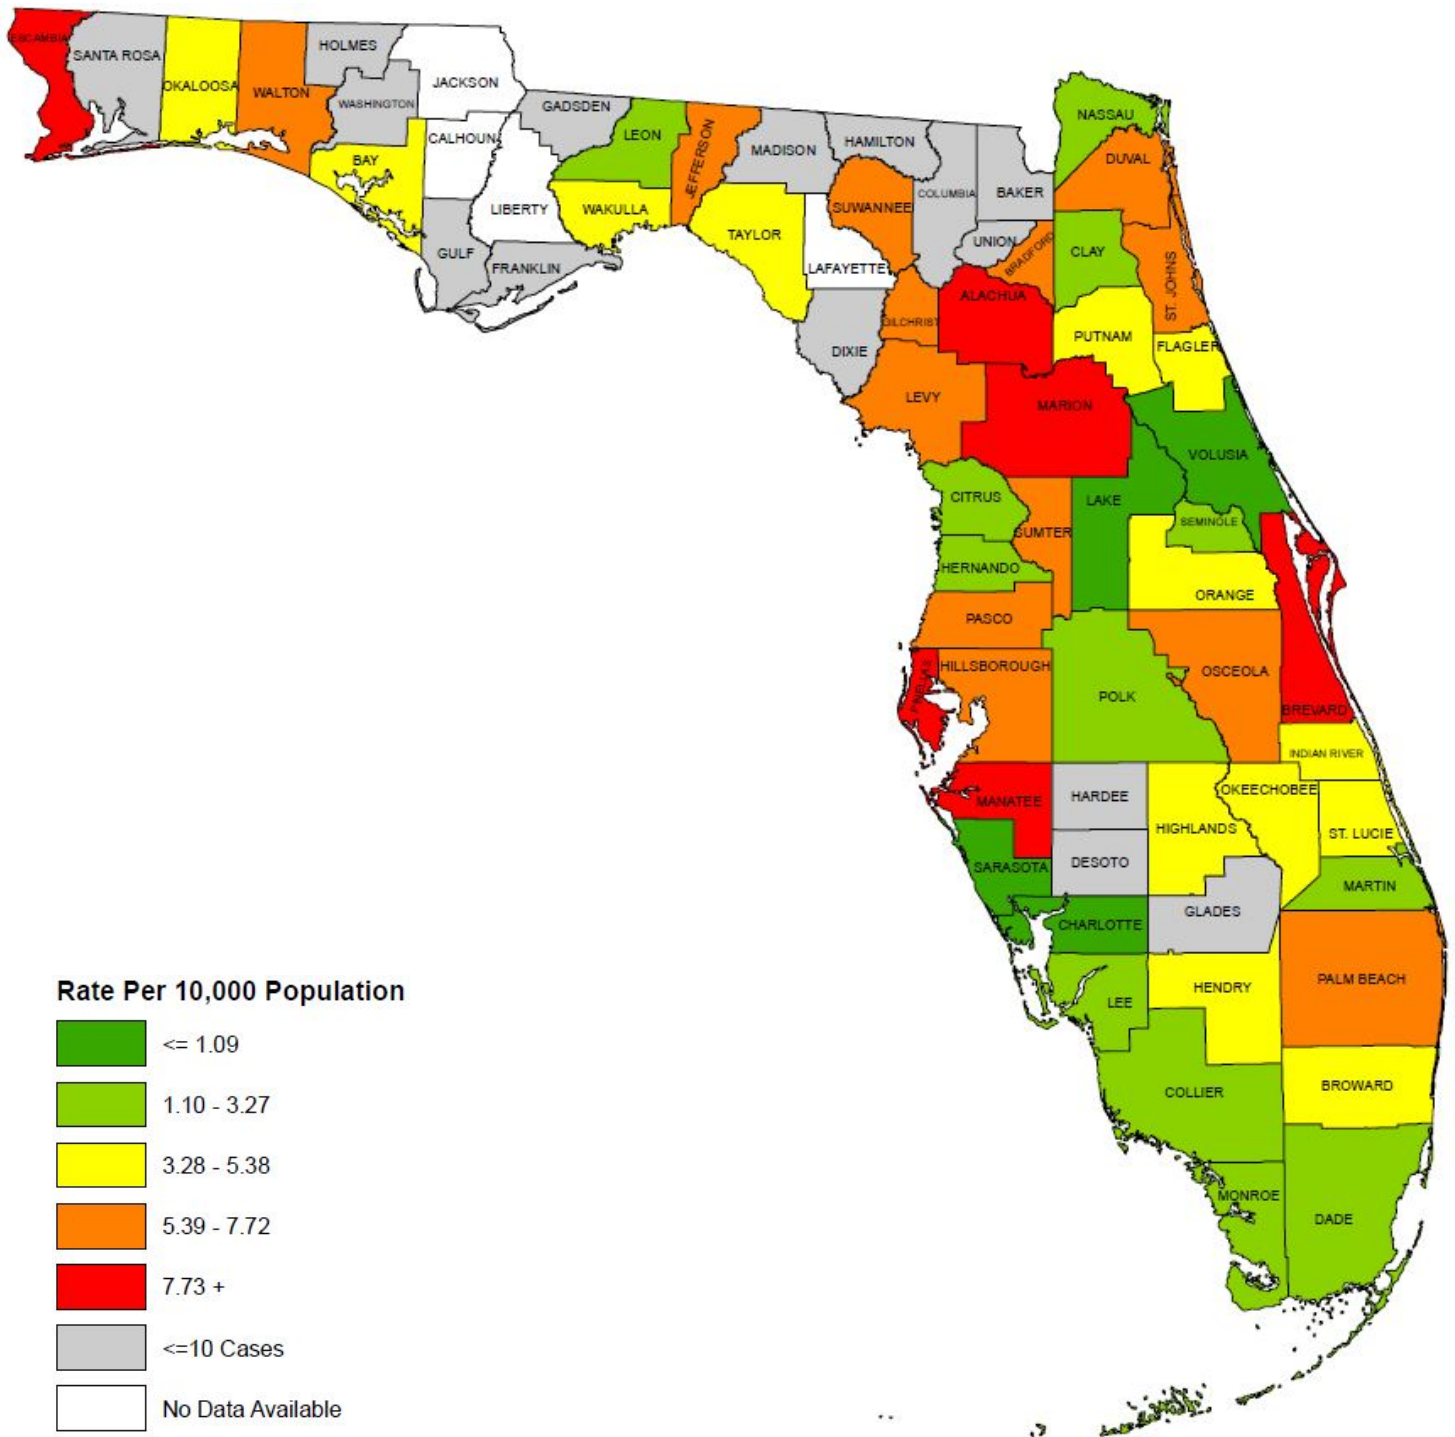 ESCAMBIA
SANTA ROSA
OKALOOSA
WALTON
HOLMES
WASHINGTON
JACKSON
BAY
CALHOUN
GADSDEN
LIBERTY
GULF
FRANKLIN
LEON
WAKULLA
JEFFERSON
MADISON
TAYLOR
HAMILTON
SUWANNEE
LAFAYETTE
DIXIE
COLUMBIA
BAKER
UNION
BRADFORD
NASSAU
DUVAL
CLAY
ST. JOHNS
GILCHRIST
ALACHUA
PUTNAM
FLAGLER
LEVY
MARION
VOLUSIA
CITRUS
SUMTER
LAKE
SEMINOLE
HERNANDO
ORANGE
PASCO
PINELLAS
HILLSBOROUGH
POLK
OSCEOLA
BREVARD
INDIAN RIVER
MANATEE
HARDEE
HIGHLANDS
OKEECHOBEE
ST. LUCIE
SARASOTA
DESOTO
MARTIN
CHARLOTTE
GLADES
LEE
HENDRY
PALM BEACH
COLLIER
BROWARD
MONROE
DADE
Rate Per 10,000 Population
<= 1.09
1.10 - 3.27
3.28 - 5.38
5.39 - 7.72
7.73 +
<=10 Cases
No Data Available